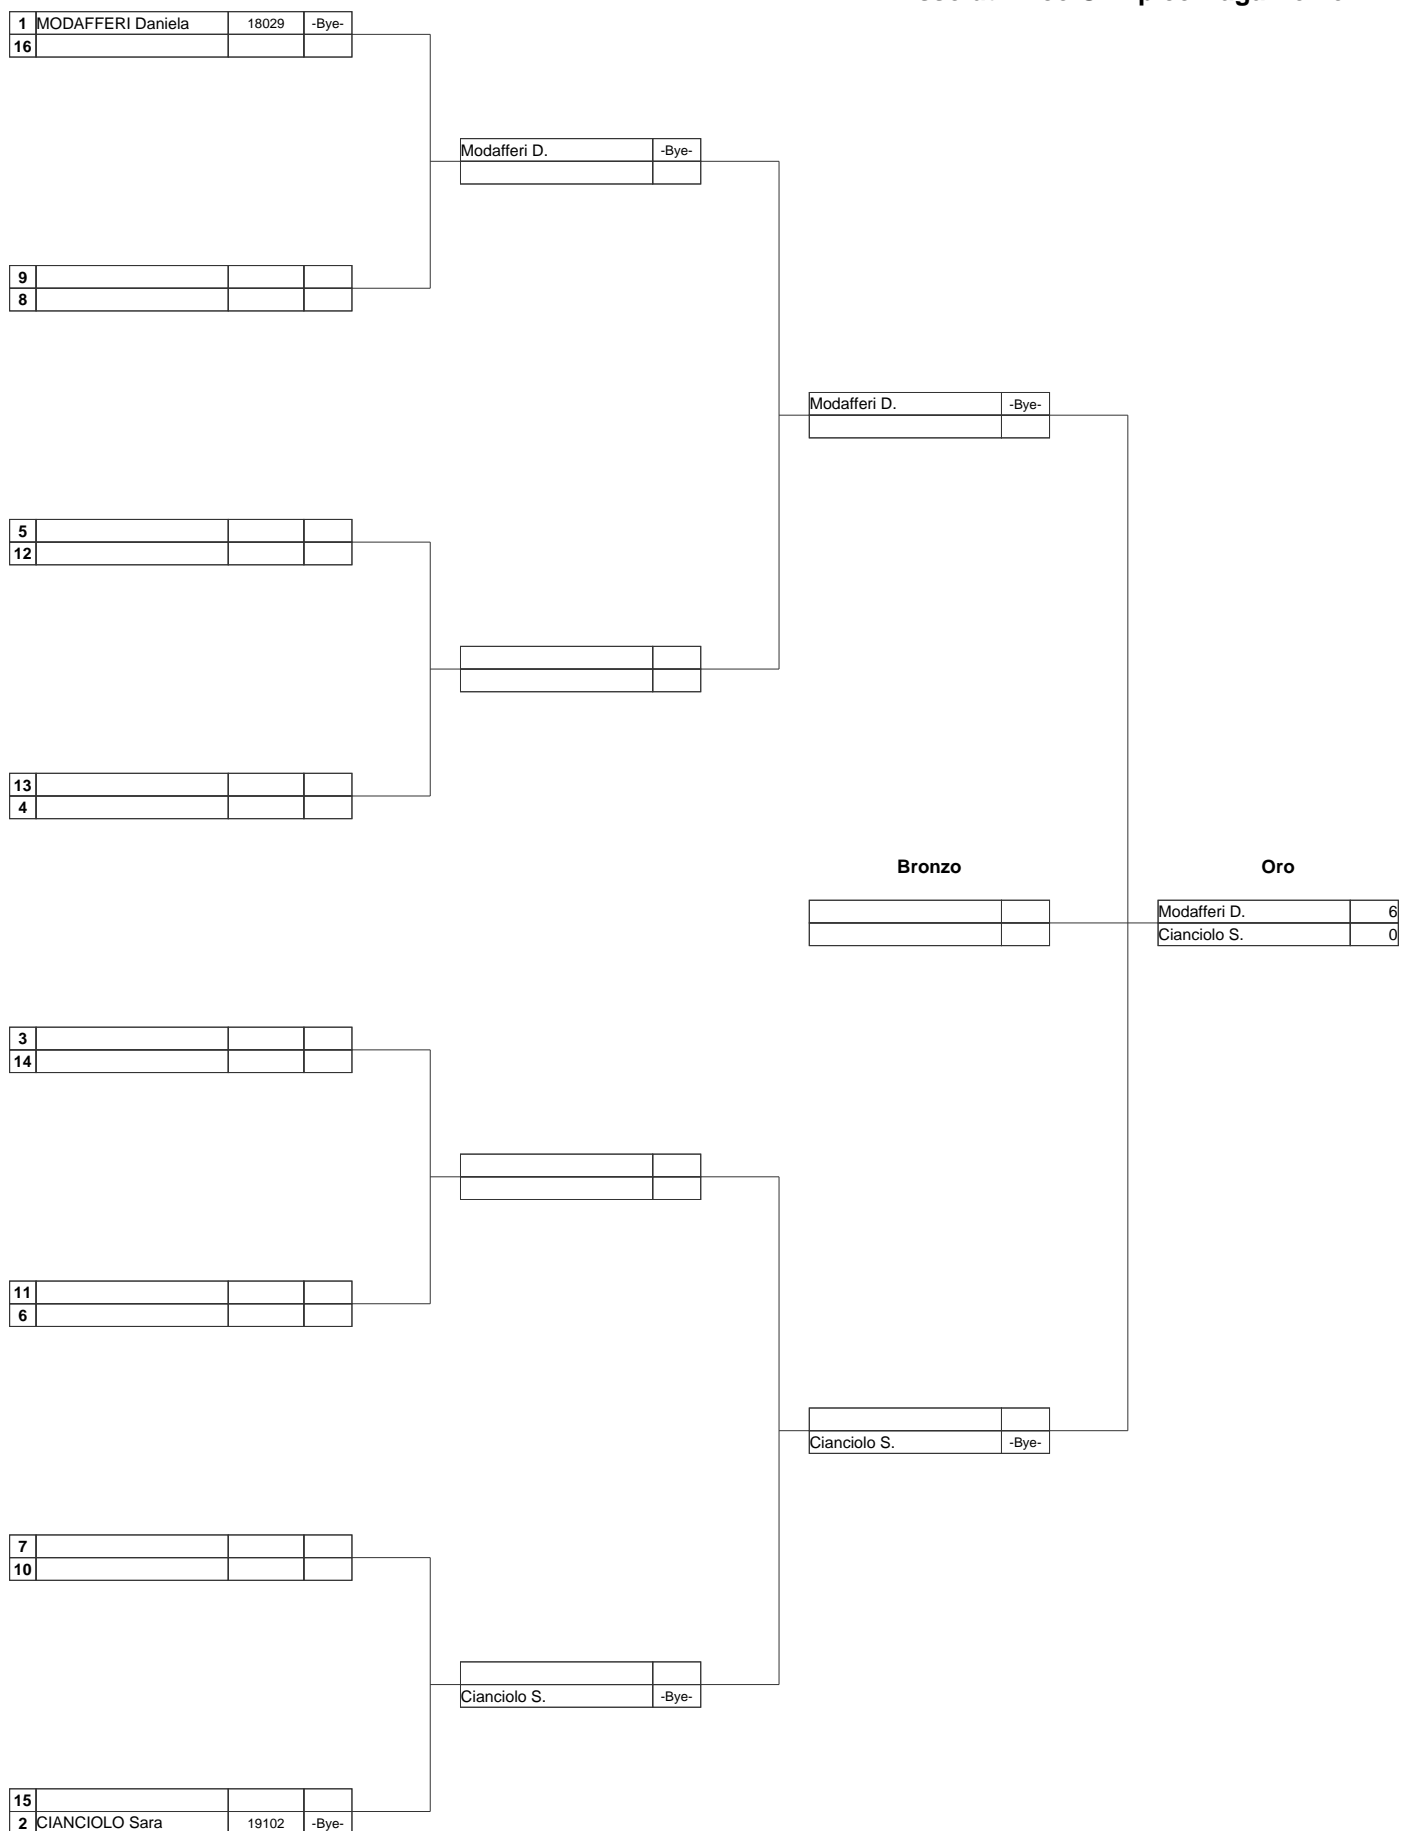 1 MODAFFERI Daniela 18029 -Bye-
16
Modafferi D. -Bye-
9
8
Modafferi D. -Bye-
5
12
13
4
Bronzo Oro
Modafferi D. 6
Cianciolo S. 0
3
14
11
6
Cianciolo S. -Bye-
7
10
Cianciolo S. -Bye-
15
2 CIANCIOLO Sara 19102 -Bye-